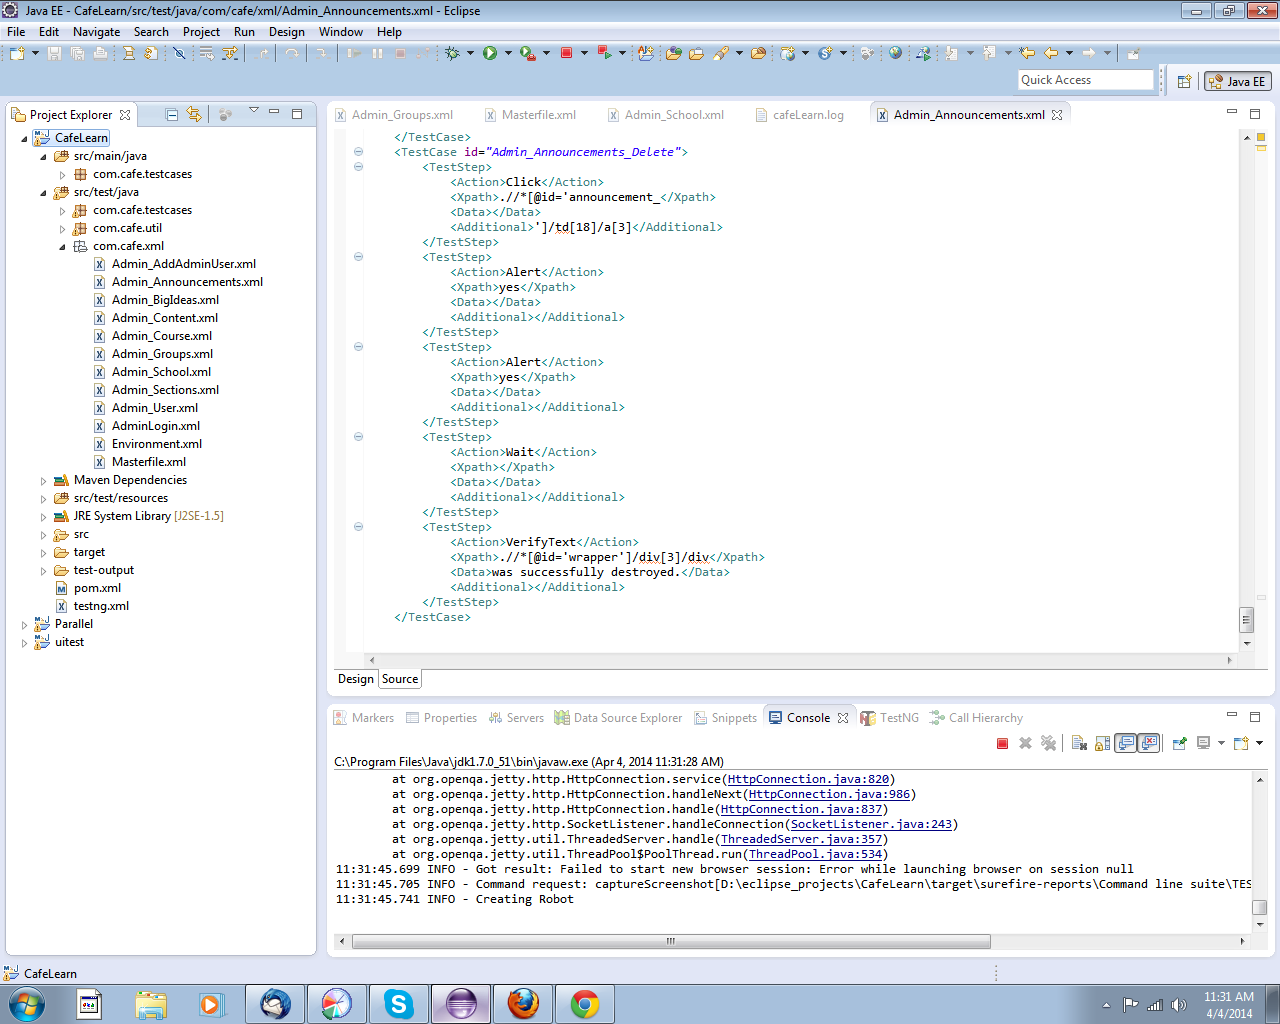 Java EE - CafeLearn/src/test/java/com/cafe/xml/Admin_Announcements.xml - Eclipse
File Edit Navigate Search Project Run Design Window Help
Quick Access
Java EE
Project Explorer
CafeLearn
src/main/java
com.cafe.testcases
src/test/java
com.cafe.testcases
com.cafe.util
com.cafe.xml
Admin_AddAdminUser.xml
Admin_Announcements.xml
Admin_BigIdeas.xml
Admin_Content.xml
Admin_Course.xml
Admin_Groups.xml
Admin_School.xml
Admin_Sections.xml
Admin_User.xml
AdminLogin.xml
Environment.xml
Masterfile.xml
Maven Dependencies
src/test/resources
JRE System Library [J2SE-1.5]
src
target
test-output
pom.xml
testng.xml
Parallel
uitest
Admin_Groups.xml Masterfile.xml Admin_School.xml cafeLearn.log Admin_Announcements.xml
</TestCase>
<TestCase id="Admin_Announcements_Delete">
<TestStep>
<Action>Click</Action>
<Xpath>.//*[@id='announcement_</Xpath>
<Data></Data>
<Additional>']/td[18]/a[3]</Additional>
</TestStep>
<TestStep>
<Action>Alert</Action>
<Xpath>yes</Xpath>
<Data></Data>
<Additional></Additional>
</TestStep>
<TestStep>
<Action>Alert</Action>
<Xpath>yes</Xpath>
<Data></Data>
<Additional></Additional>
</TestStep>
<TestStep>
<Action>Wait</Action>
<Xpath></Xpath>
<Data></Data>
<Additional></Additional>
</TestStep>
<TestStep>
<Action>VerifyText</Action>
<Xpath>.//*[@id='wrapper']/div[3]/div</Xpath>
<Data>was successfully destroyed.</Data>
<Additional></Additional>
</TestStep>
</TestCase>
Design Source
Markers Properties Servers Data Source Explorer Snippets Console TestNG Call Hierarchy
C:\Program Files\Java\jdk1.7.0_51\bin\javaw.exe (Apr 4, 2014 11:31:28 AM)
at org.openqa.jetty.http.HttpConnection.service(HttpConnection.java:820)
at org.openqa.jetty.http.HttpConnection.handleNext(HttpConnection.java:986)
at org.openqa.jetty.http.HttpConnection.handle(HttpConnection.java:837)
at org.openqa.jetty.http.SocketListener.handleConnection(SocketListener.java:243)
at org.openqa.jetty.util.ThreadedServer.handle(ThreadedServer.java:357)
at org.openqa.jetty.util.ThreadPool$PoolThread.run(ThreadPool.java:534)
11:31:45.699 INFO - Got result: Failed to start new browser session: Error while launching browser on session null
11:31:45.705 INFO - Command request: captureScreenshot[D:\eclipse_projects\CafeLearn\target\surefire-reports\Command line suite\TES
11:31:45.741 INFO - Creating Robot
CafeLearn
11:31 AM
4/4/2014